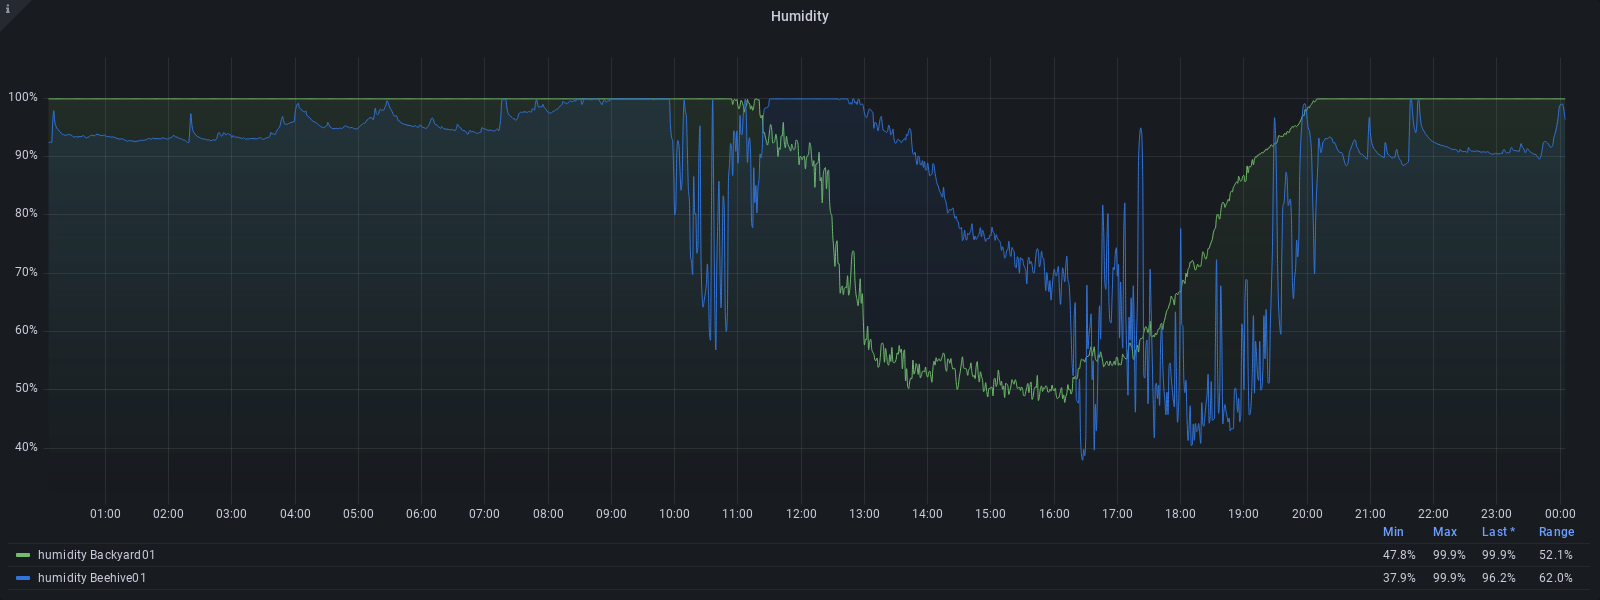 i
Humidity
100%
90%
80%
70%
60%
50%
40%
01:00 02:00 03:00 04:00 05:00 06:00 07:00 08:00 09:00 10:00 11:00 12:00 13:00 14:00 15:00 16:00 17:00 18:00 19:00 20:00 21:00 22:00 23:00 00:00
Min Max Last * Range
humidity Backyard01 47.8% 99.9% 99.9% 52.1%
humidity Beehive01 37.9% 99.9% 96.2% 62.0%